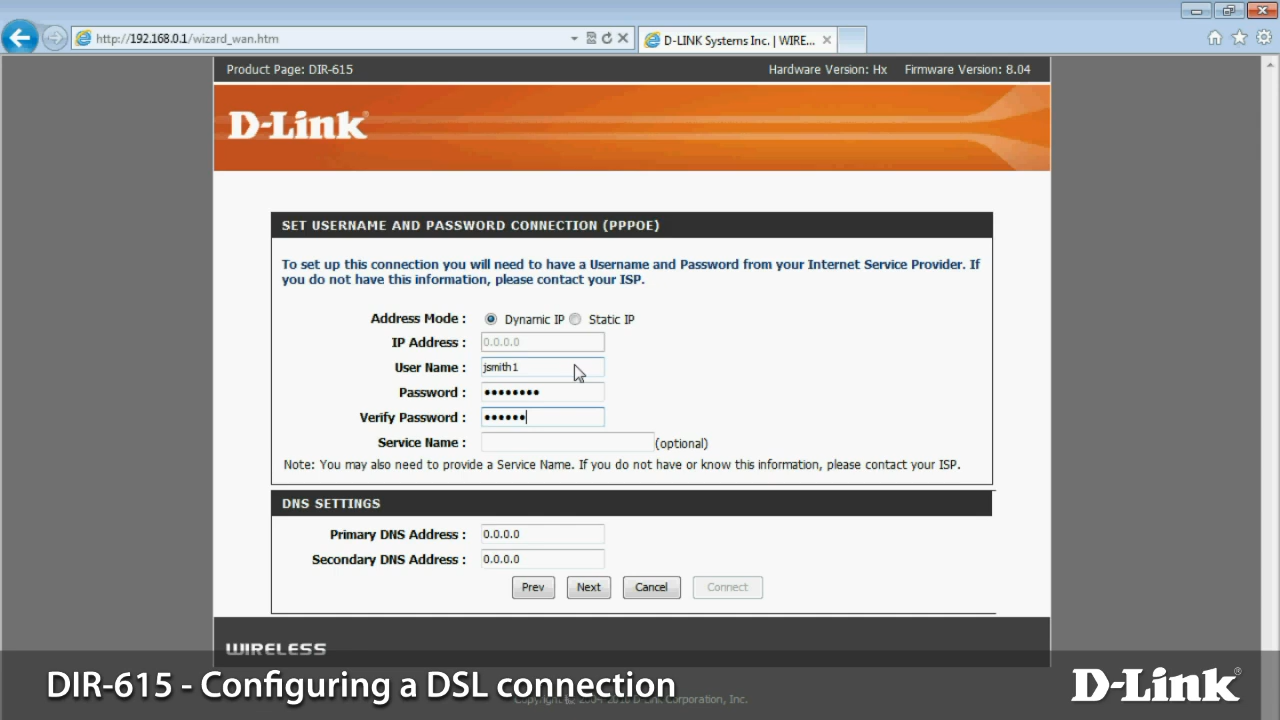 http://192.168.0.1/wizard_wan.htm
D-LINK Systems Inc. | WIRE...
Product Page: DIR-615
Hardware Version: Hx Firmware Version: 8.04
D-Link
SET USERNAME AND PASSWORD CONNECTION (PPPOE)
To set up this connection you will need to have a Username and Password from your Internet Service Provider. If
you do not have this information, please contact your ISP.
Address Mode : Dynamic IP Static IP
IP Address : 0.0.0.0
User Name : jsmith1
Password : ••••••••
Verify Password : ••••••
Service Name : (optional)
Note: You may also need to provide a Service Name. If you do not have or know this information, please contact your ISP.
DNS SETTINGS
Primary DNS Address : 0.0.0.0
Secondary DNS Address : 0.0.0.0
Prev Next Cancel Connect
WIRELESS
DIR-615 - Configuring a DSL connection
D-Link®
Copyright © 2004-2010 D-Link Corporation, Inc.